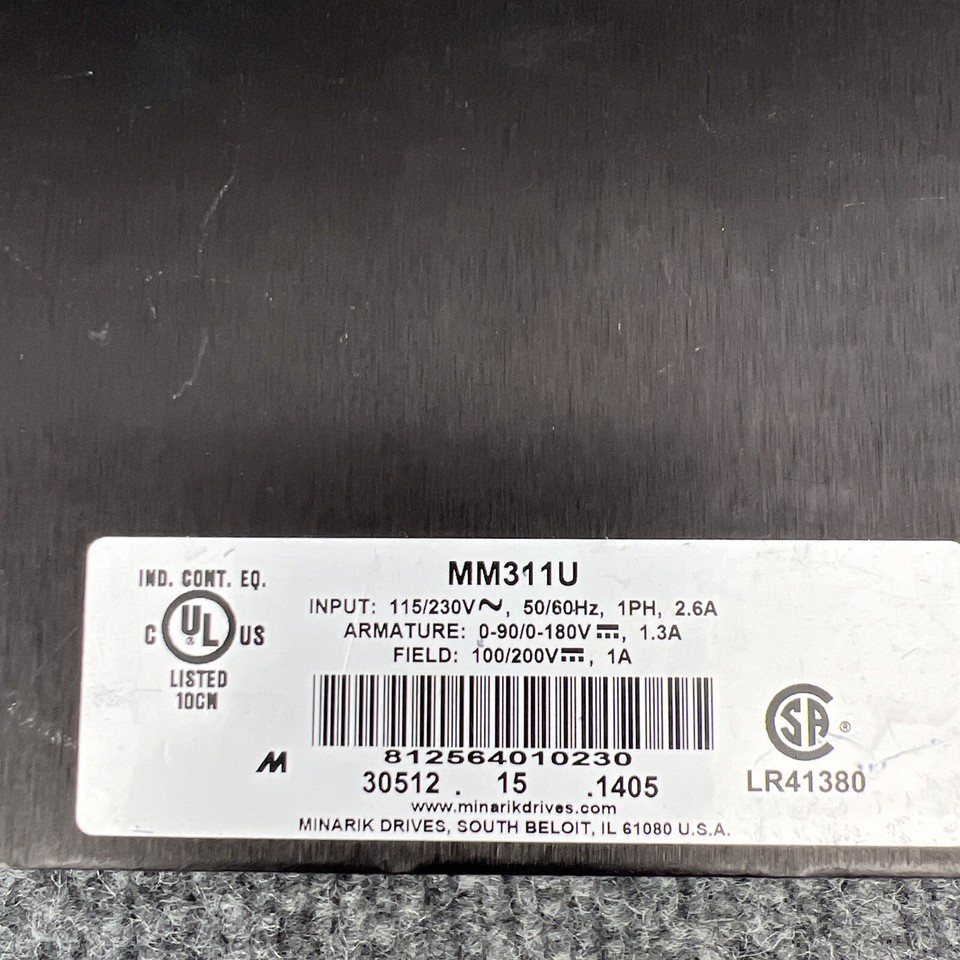 MM311U
IND. CONT. EQ.
C UL ® US
LISTED
10CM
INPUT: 115/230V~, 50/60Hz, 1PH, 2.6A
ARMATURE: 0-90/0-180V⎓, 1.3A
FIELD: 100/200V⎓, 1A
812564010230
30512 . 15 .1405
www.minarikdrives.com
MINARIK DRIVES, SOUTH BELOIT, IL 61080 U.S.A.
M
SA ®
LR41380